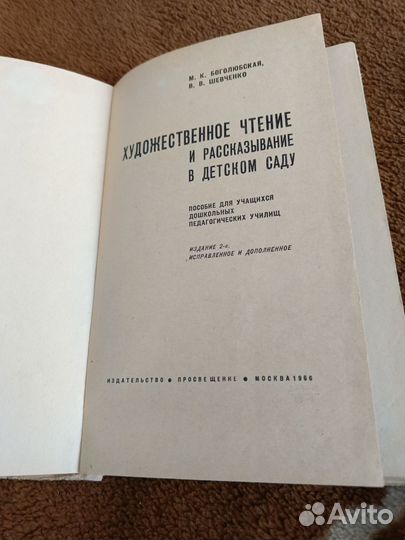 М. К. БОГОЛЮБСКАЯ,
В. В. ШЕВЧЕНКО
ХУДОЖЕСТВЕННОЕ ЧТЕНИЕ
И РАССКАЗЫВАНИЕ
В ДЕТСКОМ САДУ
ПОСОБИЕ ДЛЯ УЧАЩИХСЯ
ДОШКОЛЬНЫХ
ПЕДАГОГИЧЕСКИХ УЧИЛИЩ
ИЗДАНИЕ 2-е,
ИСПРАВЛЕННОЕ И ДОПОЛНЕННОЕ
ИЗДАТЕЛЬСТВО ● ПРОСВЕЩЕНИЕ ● МОСКВА 1966
Avito